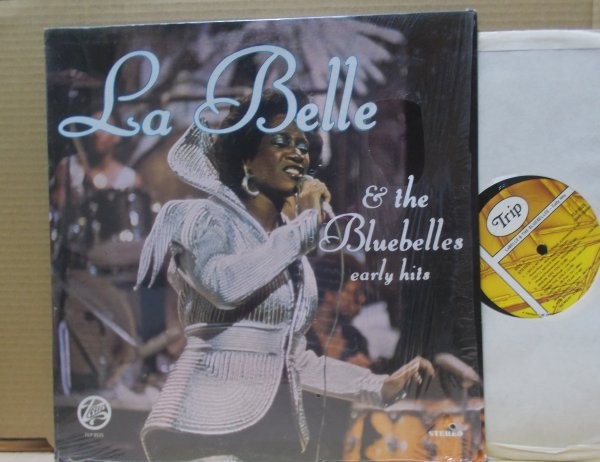 La Belle
& the
Bluebelles
early hits
STEREO
Trip